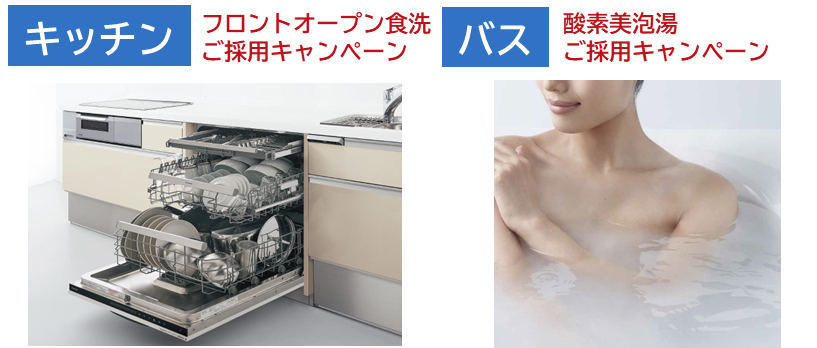 キッチン
フロントオープン食洗
ご採用キャンペーン
バス
酸素美泡湯
ご採用キャンペーン